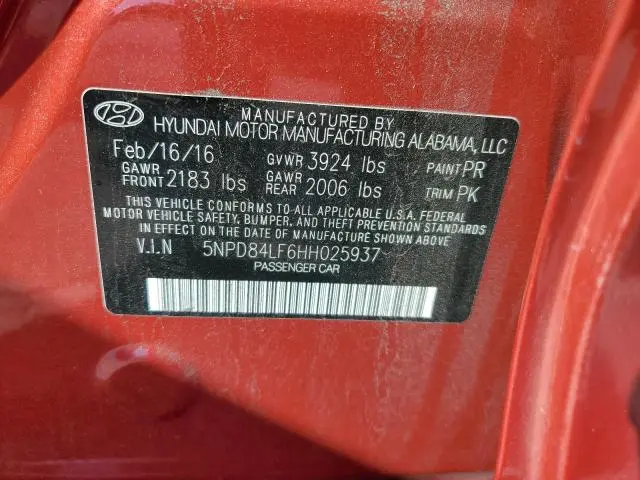 MANUFACTURED BY
HYUNDAI MOTOR MANUFACTURING ALABAMA, LLC
Feb/16/16 GVWR 3924 lbs PAINT PR
GAWR FRONT 2183 lbs GAWR REAR 2006 lbs TRIM PK
THIS VEHICLE CONFORMS TO ALL APPLICABLE U.S.A. FEDERAL
MOTOR VEHICLE SAFETY, BUMPER, AND THEFT PREVENTION STANDARDS
IN EFFECT ON THE DATE OF MANUFACTURE SHOWN ABOVE.
V.I.N 5NPD84LF6HH025937
PASSENGER CAR